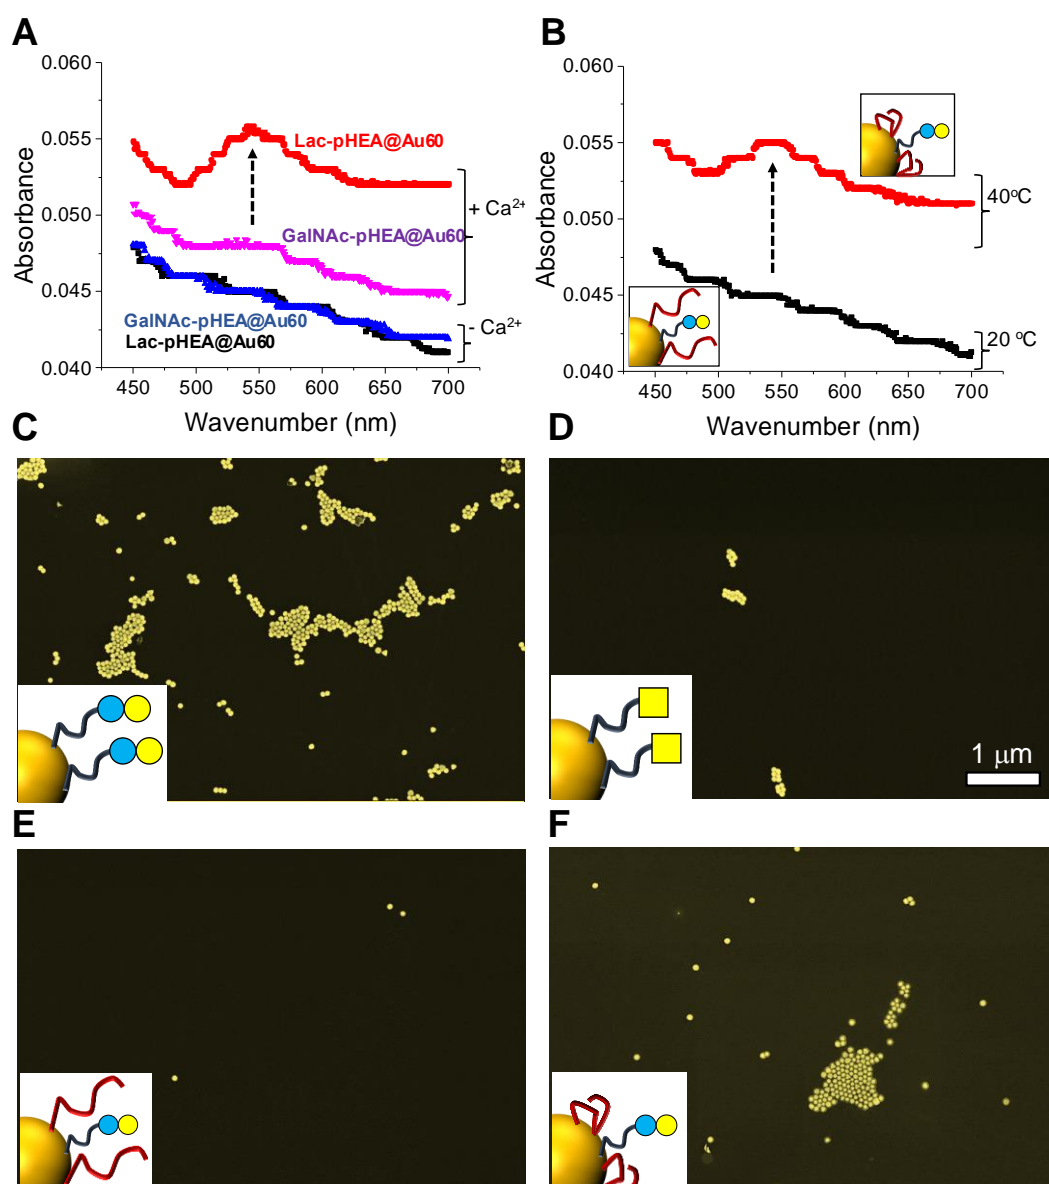 A
0.060
0.055
0.050
0.045
0.040
Absorbance
Lac-pHEA@Au60
+ Ca²⁺
GalNAc-pHEA@Au60
GalNAc-pHEA@Au60
Lac-pHEA@Au60
- Ca²⁺
450 500 550 600 650 700
Wavenumber (nm)
B
0.060
0.055
0.050
0.045
0.040
Absorbance
40°C
20 °C
450 500 550 600 650 700
Wavenumber (nm)
C
D
1 μm
E
F